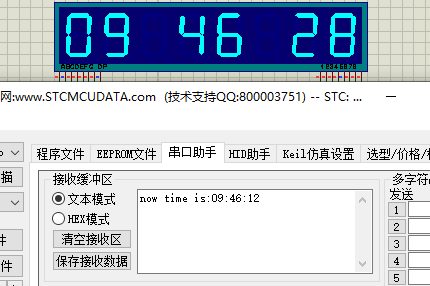 09 46 28
ABCDEFG DP
12345678
网:www.STCMCUDATA.com (技术支持QQ:800003751) -- STC: ...
程序文件 EEPROM文件 串口助手 HID助手 Keil仿真设置 选型/价格/
描
接收缓冲区
多字符
发送
文本模式
now time is:09:46:12
HEX模式
清空接收区
件
保存接收数据
件
1
2
3
4
5